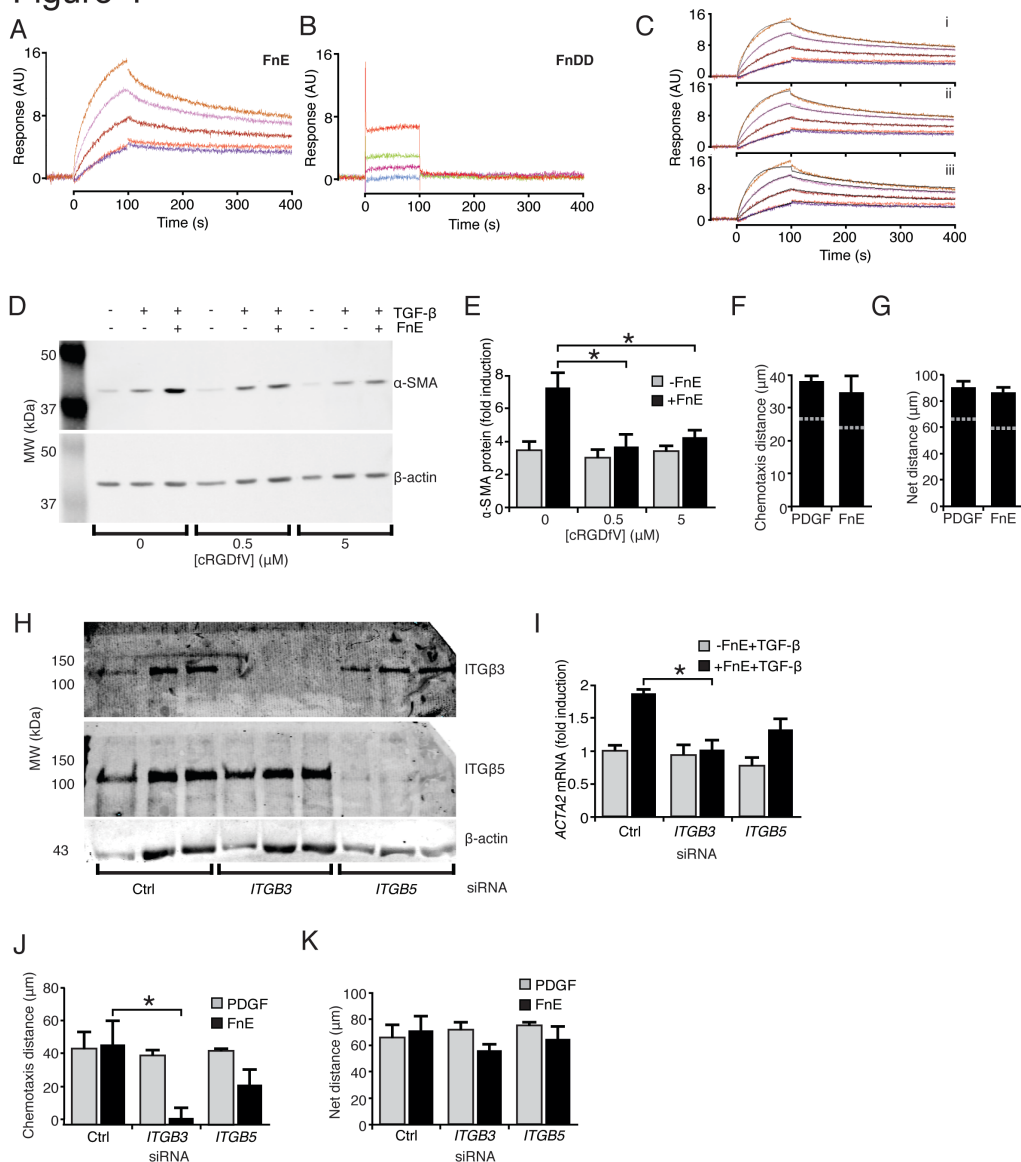 A
B
C
FnE
FnDD
i
ii
iii
Response (AU)
16
8
0
0 100 200 300 400
Time (s)
Response (AU)
16
8
0
0 100 200 300 400
Time (s)
Response (AU)
16
8
0
16
8
0
16
8
0
0 100 200 300 400
Time (s)
D
- + + - + + - + + TGF-β
- - + - - + - - + FnE
MW (kDa)
50
37
α-SMA
50
37
β-actin
0 0.5 5
[cRGDfV] (µM)
E
α-SMA protein (fold induction)
8
6
4
2
0
* *
-FnE
+FnE
0 0.5 5
[cRGDfV] (µM)
F
Chemotaxis distance (µm)
40
30
20
10
0
PDGF FnE
G
Net distance (µm)
100
80
60
40
20
0
PDGF FnE
H
MW (kDa)
150
100
ITGβ3
150
100
ITGβ5
43
β-actin
Ctrl ITGB3 ITGB5 siRNA
I
ACTA2 mRNA (fold induction)
2
1.5
1
0.5
0
*
-FnE+TGF-β
+FnE+TGF-β
Ctrl ITGB3 ITGB5
siRNA
J
Chemotaxis distance (µm)
80
60
40
20
0
*
PDGF
FnE
Ctrl ITGB3 ITGB5
siRNA
K
Net distance (µm)
100
80
60
40
20
0
PDGF
FnE
Ctrl ITGB3 ITGB5
siRNA